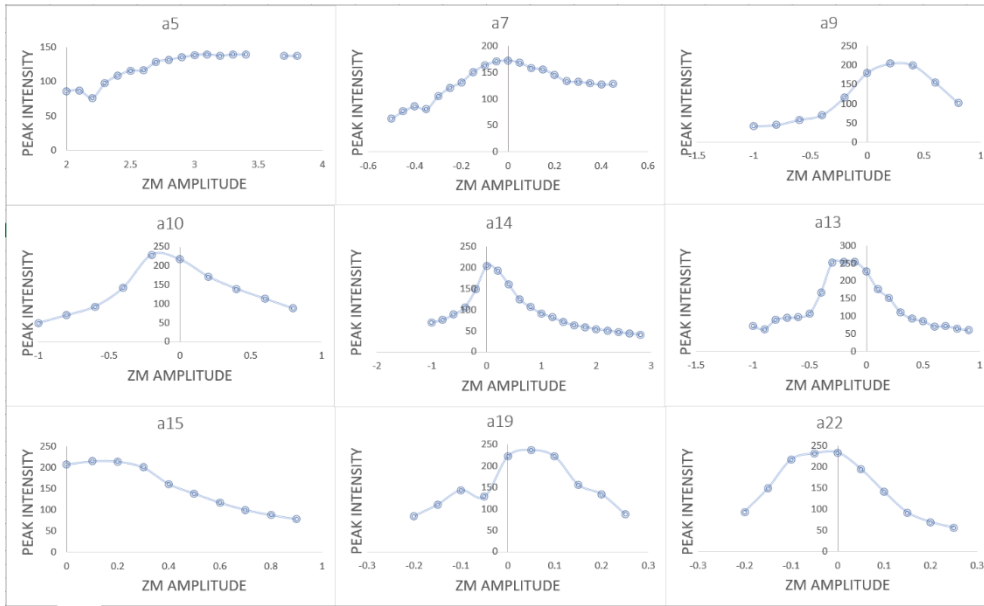 a5
PEAK INTENSITY
150
100
50
0
2 2.5 3 3.5 4
ZM AMPLITUDE
a7
PEAK INTENSITY
200
150
100
50
0
-0.6 -0.4 -0.2 0 0.2 0.4 0.6
ZM AMPLITUDE
a9
PEAK INTENSITY
250
200
150
100
50
0
-1.5 -1 -0.5 0 0.5 1
ZM AMPLITUDE
a10
PEAK INTENSITY
250
200
150
100
50
0
-1 -0.5 0 0.5 1
ZM AMPLITUDE
a14
PEAK INTENSITY
250
200
150
100
50
0
-2 -1 0 1 2 3
ZM AMPLITUDE
a13
PEAK INTENSITY
300
250
200
150
100
50
0
-1.5 -1 -0.5 0 0.5 1
ZM AMPLITUDE
a15
PEAK INTENSITY
250
200
150
100
50
0
0 0.2 0.4 0.6 0.8 1
ZM AMPLITUDE
a19
PEAK INTENSITY
250
200
150
100
50
0
-0.3 -0.2 -0.1 0 0.1 0.2 0.3
ZM AMPLITUDE
a22
PEAK INTENSITY
250
200
150
100
50
0
-0.3 -0.2 -0.1 0 0.1 0.2 0.3
ZM AMPLITUDE